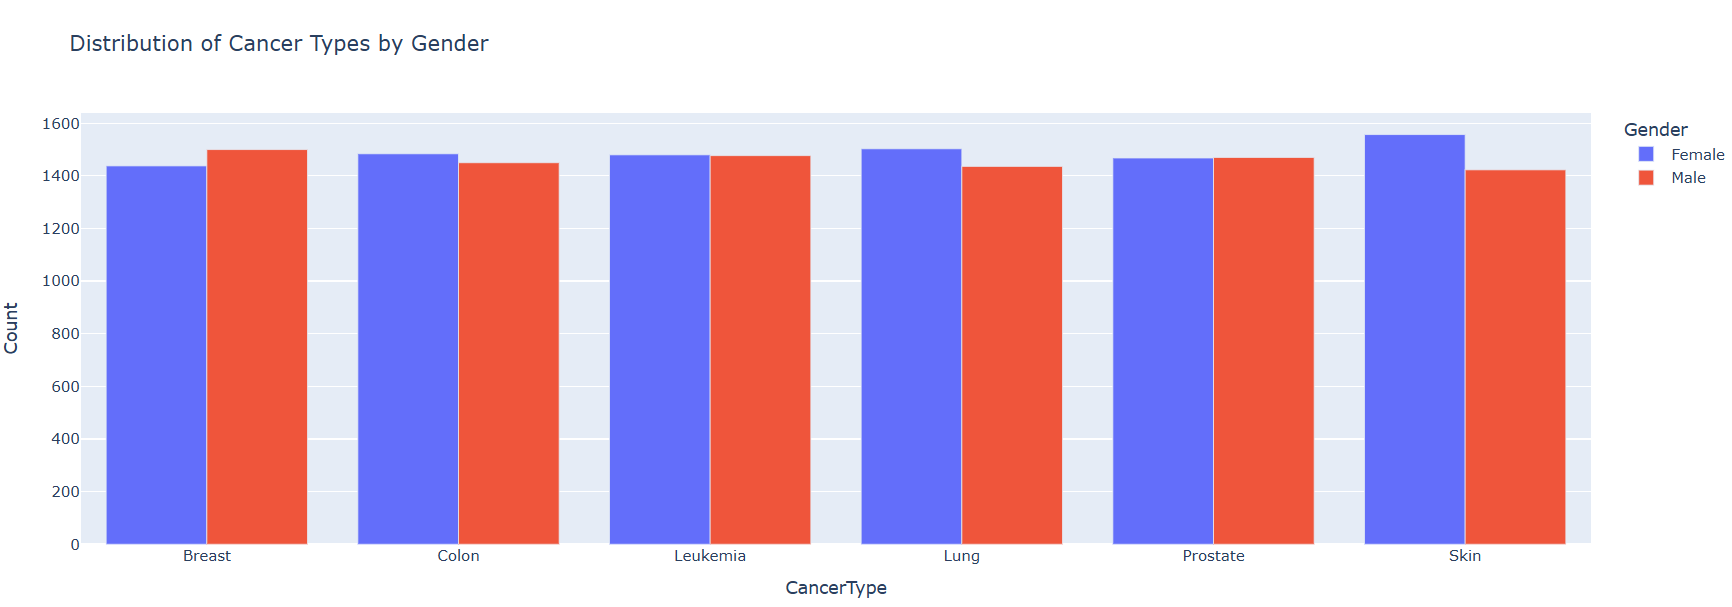 Distribution of Cancer Types by Gender
1600
1400
1200
1000
800
600
400
200
0
Count
Breast
Colon
Leukemia
Lung
Prostate
Skin
CancerType
Gender
Female
Male